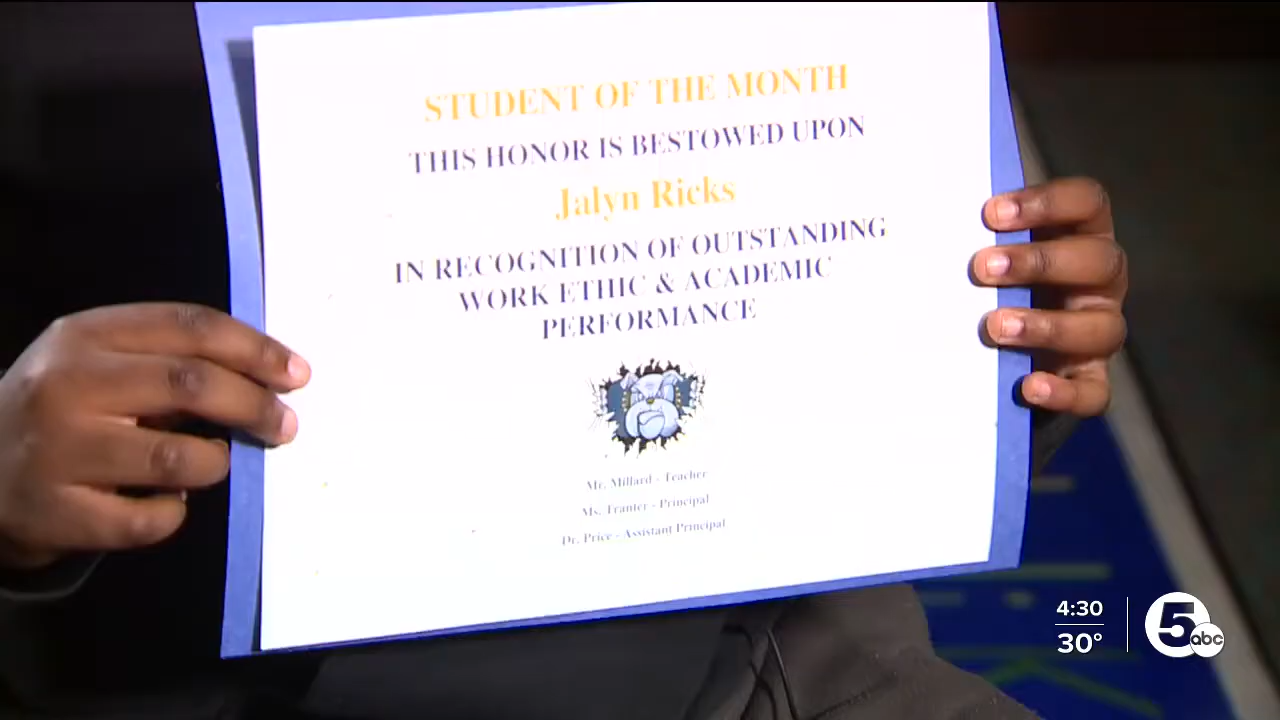 STUDENT OF THE MONTH
THIS HONOR IS BESTOWED UPON
Jalyn Ricks
IN RECOGNITION OF OUTSTANDING
WORK ETHIC & ACADEMIC
PERFORMANCE
Mr. Millard - Teacher
Ms. Tranter - Principal
Dr. Price - Assistant Principal
4:30
30°
5
abc